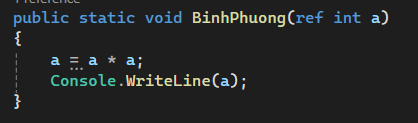 public static void BinhPhuong(ref int a)
{
a = a * a;
Console.WriteLine(a);
}